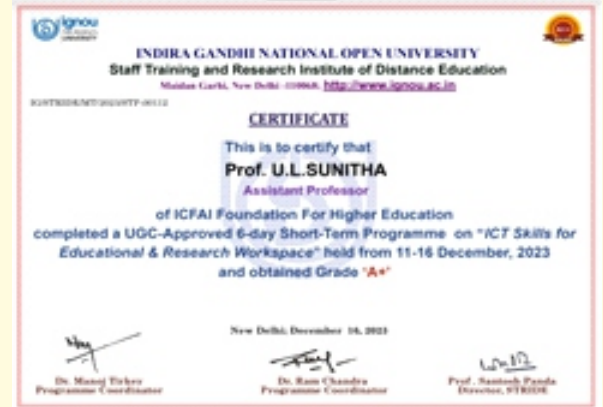 ignou
INDIRA GANDHI NATIONAL OPEN UNIVERSITY
Staff Training and Research Institute of Distance Education
Maidan Garhi, New Delhi -110068. http://www.ignou.ac.in
CERTIFICATE
This is to certify that
Prof. U.L.SUNITHA
Assistant Professor
of ICFAI Foundation For Higher Education
completed a UGC-Approved 6-day Short-Term Programme on "ICT Skills for
Educational & Research Workspace" held from 11-16 December, 2023
and obtained Grade 'A+'
New Delhi, December 16, 2023
Dr. Manoj Tirkey
Programme Coordinator
Dr. Ram Chandra
Programme Coordinator
Prof. Santosh Panda
Director, STRIDE